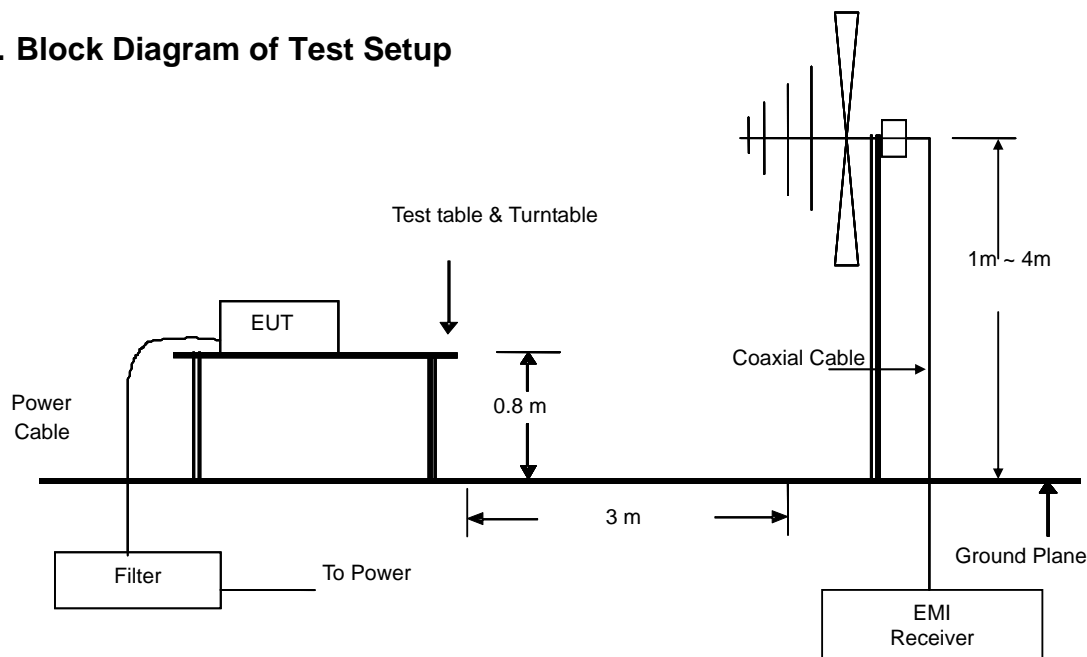 . Block Diagram of Test Setup
Test table & Turntable
1m ~ 4m
EUT
Coaxial Cable
0.8 m
Power
Cable
3 m
Ground Plane
Filter
To Power
EMI
Receiver